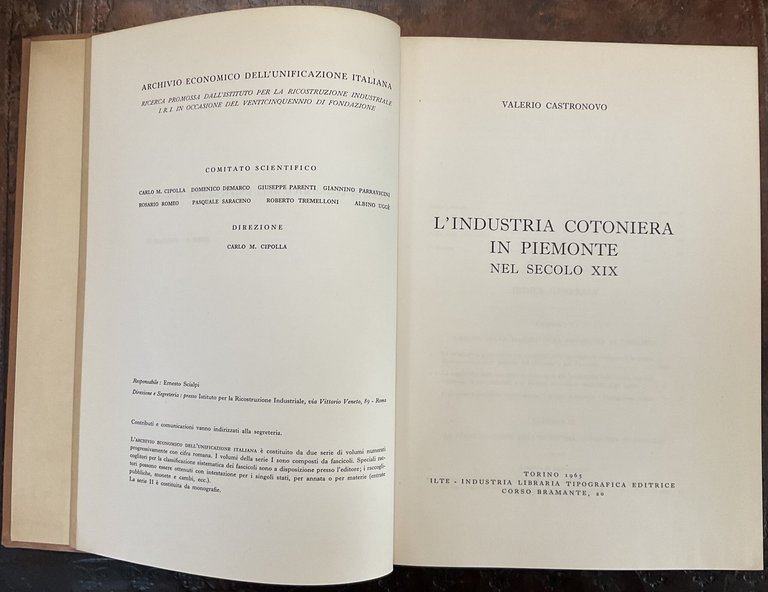 ARCHIVIO ECONOMICO DELL'UNIFICAZIONE ITALIANA
RICERCA PROMOSSA DALL'ISTITUTO PER LA RICOSTRUZIONE INDUSTRIALE
I.R.I. IN OCCASIONE DEL VENTICINQUENNIO DI FONDAZIONE
COMITATO SCIENTIFICO
CARLO M. CIPOLLA DOMENICO DEMARCO GIUSEPPE PARENTI GIANNINO PARRAVICINI
ROSARIO ROMEO PASQUALE SARACENO ROBERTO TREMELLONI ALBINO UGGÈ
DIREZIONE
CARLO M. CIPOLLA
Responsabile: Ernesto Scialpi
Direzione e Segreteria: presso Istituto per la Ricostruzione Industriale, via Vittorio Veneto, 89 - Roma
Contributi e comunicazioni vanno indirizzati alla segreteria.
L'ARCHIVIO ECONOMICO DELL'UNIFICAZIONE ITALIANA è costituito da due serie di volumi numerati
progressivamente con cifra romana. I volumi della serie I sono composti da fascicoli. Speciali rac-
coglitori per la classificazione sistematica dei fascicoli sono a disposizione presso l'editore; i raccogli-
tori possono essere ottenuti con intestazione per i singoli stati, per annata o per materie (entrate
pubbliche, monete e cambi, ecc.).
La serie II è costituita da monografie.
VALERIO CASTRONOVO
L'INDUSTRIA COTONIERA
IN PIEMONTE
NEL SECOLO XIX
TORINO 1965
ILTE - INDUSTRIA LIBRARIA TIPOGRAFICA EDITRICE
CORSO BRAMANTE, 20